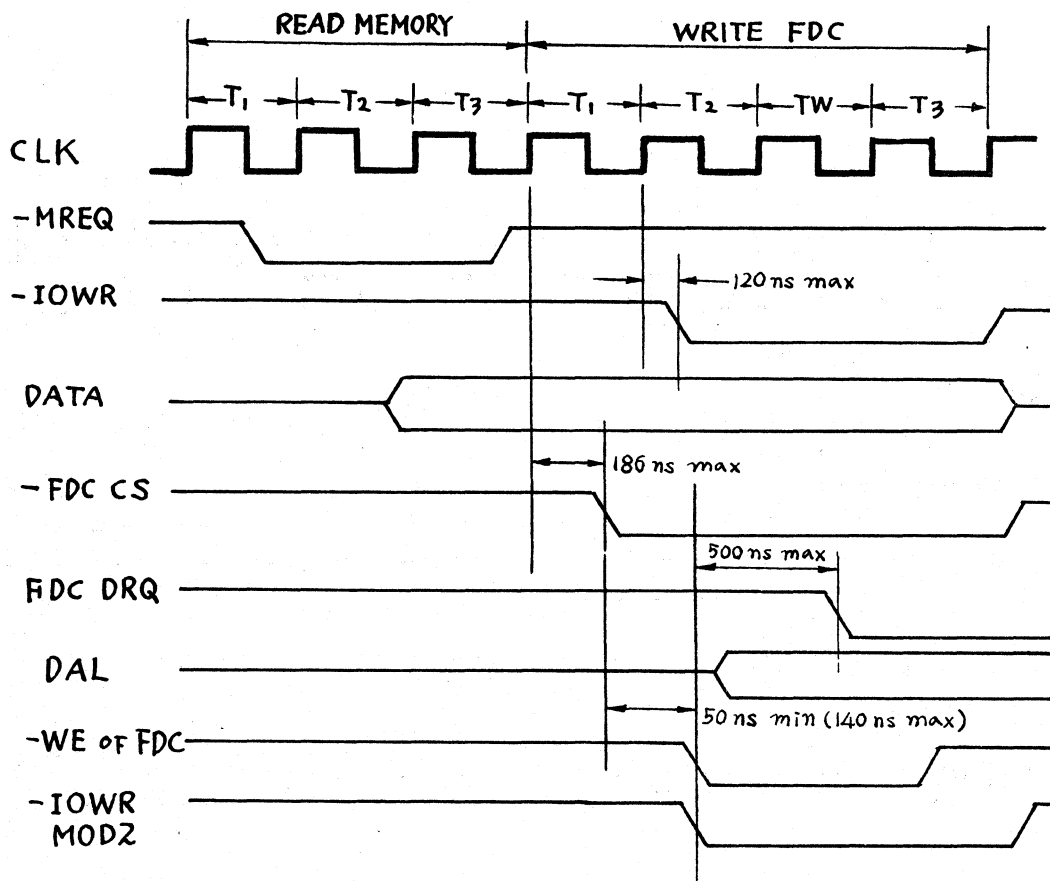 READ MEMORY
WRITE FDC
T1 T2 T3 T1 T2 TW T3
CLK
-MREQ
-IOWR
120 ns max
DATA
186 ns max
-FDC CS
500 ns max
FDC DRQ
DAL
50 ns min (140 ns max)
-WE OF FDC
-IOWR
MOD2